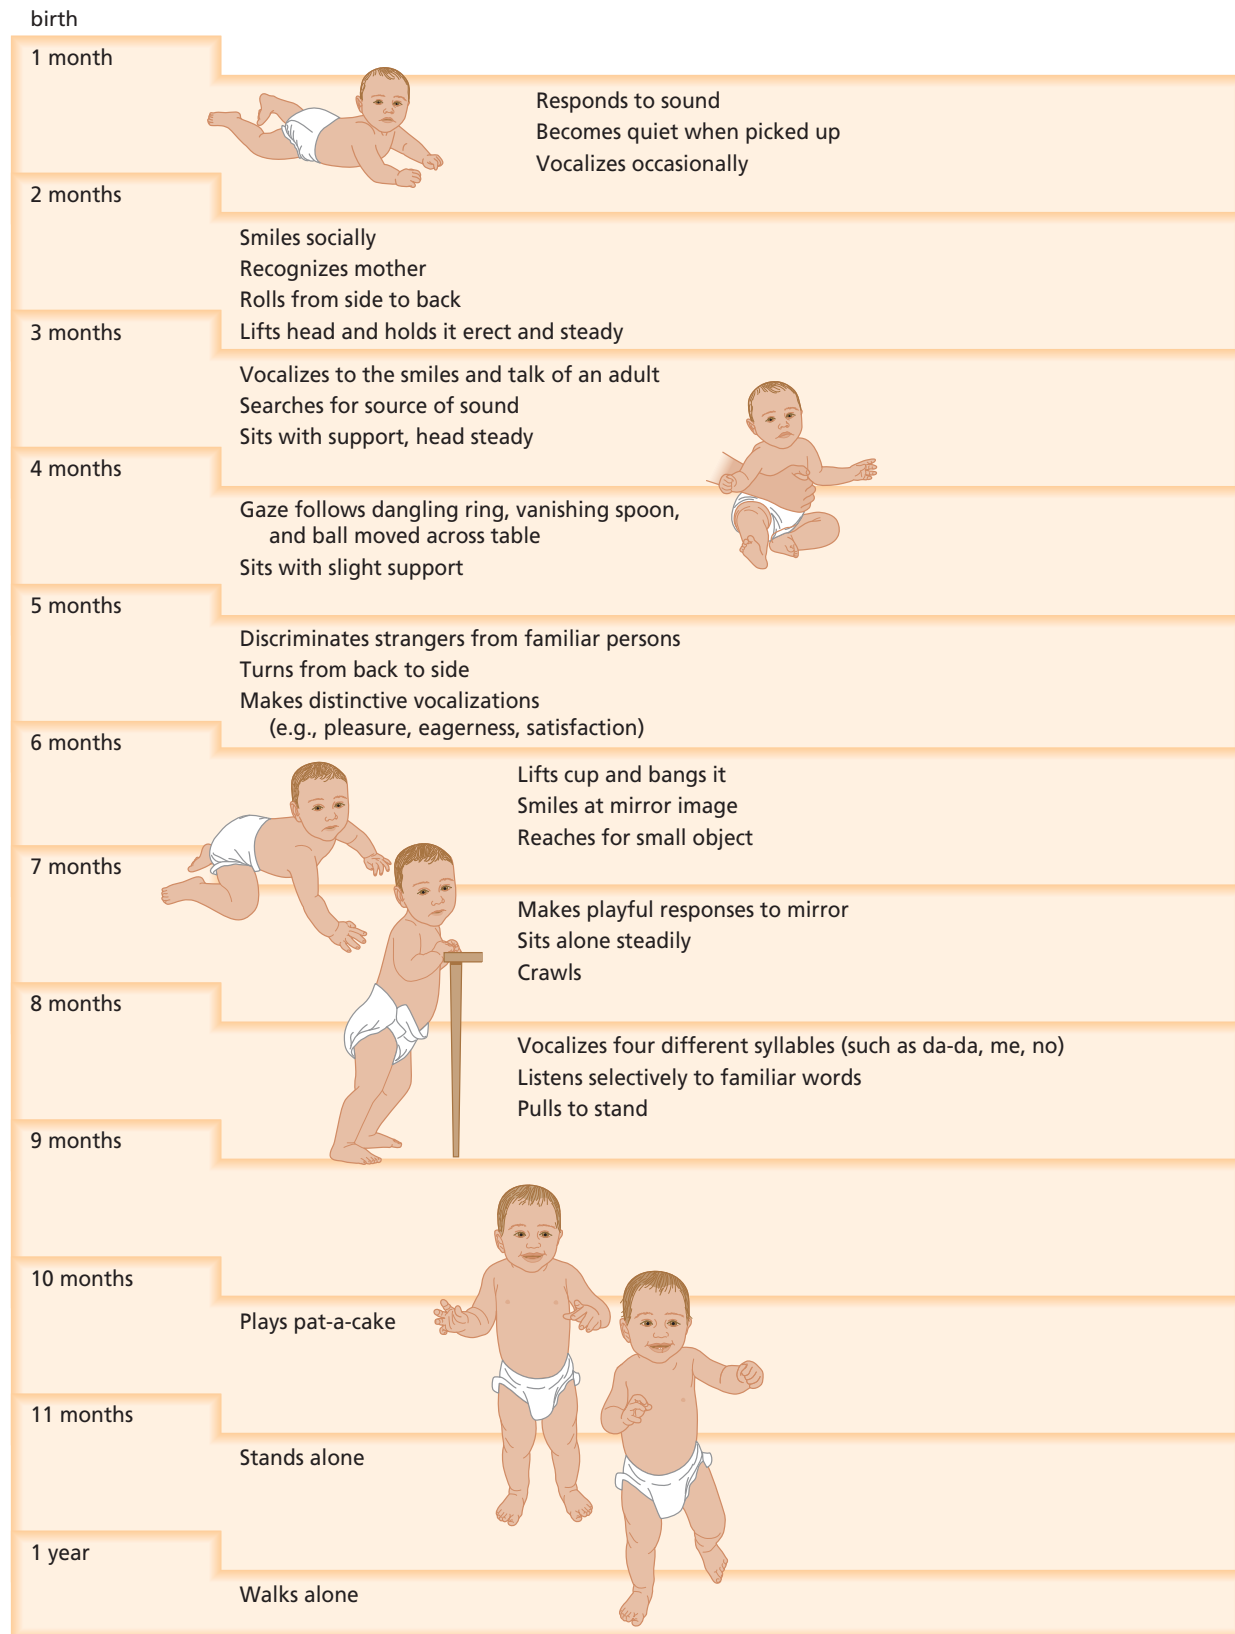 birth
1 month
Responds to sound
Becomes quiet when picked up
Vocalizes occasionally
2 months
Smiles socially
Recognizes mother
Rolls from side to back
Lifts head and holds it erect and steady
3 months
Vocalizes to the smiles and talk of an adult
Searches for source of sound
Sits with support, head steady
4 months
Gaze follows dangling ring, vanishing spoon,
and ball moved across table
Sits with slight support
5 months
Discriminates strangers from familiar persons
Turns from back to side
Makes distinctive vocalizations
(e.g., pleasure, eagerness, satisfaction)
6 months
Lifts cup and bangs it
Smiles at mirror image
Reaches for small object
7 months
Makes playful responses to mirror
Sits alone steadily
Crawls
8 months
Vocalizes four different syllables (such as da-da, me, no)
Listens selectively to familiar words
Pulls to stand
9 months
10 months
Plays pat-a-cake
11 months
Stands alone
1 year
Walks alone